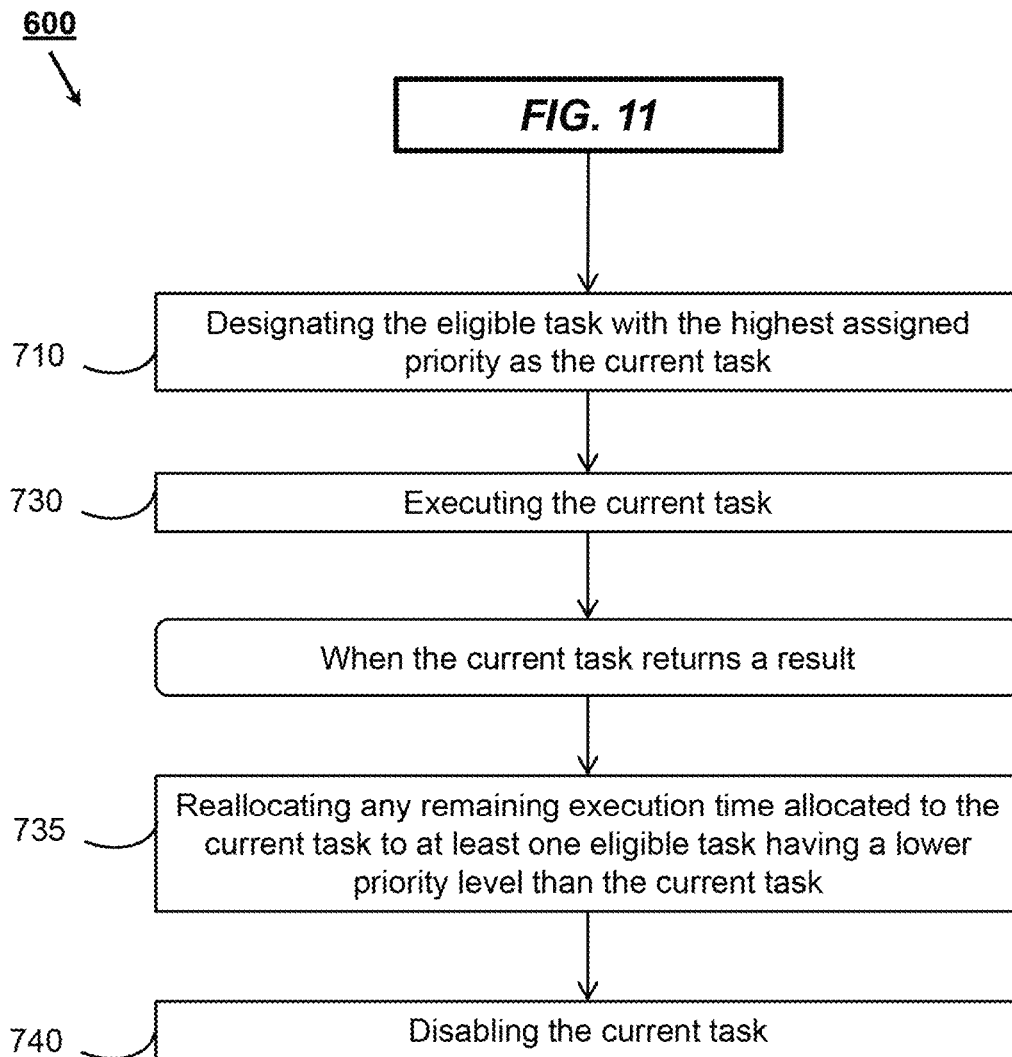 600
FIG. 11
710
Designating the eligible task with the highest assigned
priority as the current task
730
Executing the current task
When the current task returns a result
735
Reallocating any remaining execution time allocated to the
current task to at least one eligible task having a lower
priority level than the current task
740
Disabling the current task